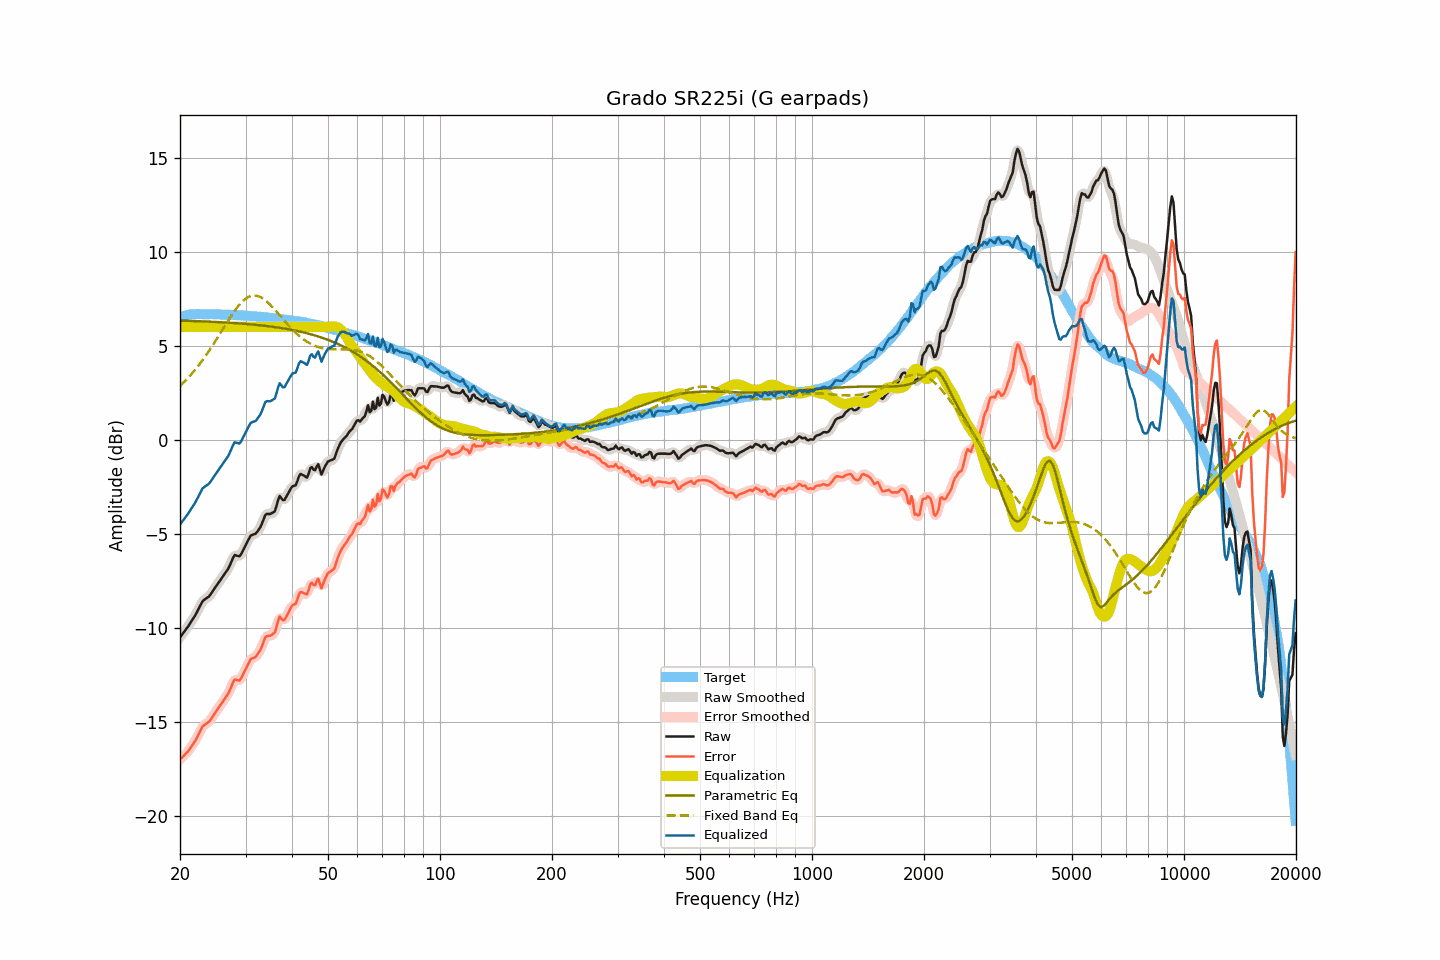 Grado SR225i (G earpads)
15
10
5
0
−5
−10
−15
−20
Amplitude (dBr)
Target
Raw Smoothed
Error Smoothed
Raw
Error
Equalization
Parametric Eq
Fixed Band Eq
Equalized
20 50 100 200 500 1000 2000 5000 10000 20000
Frequency (Hz)